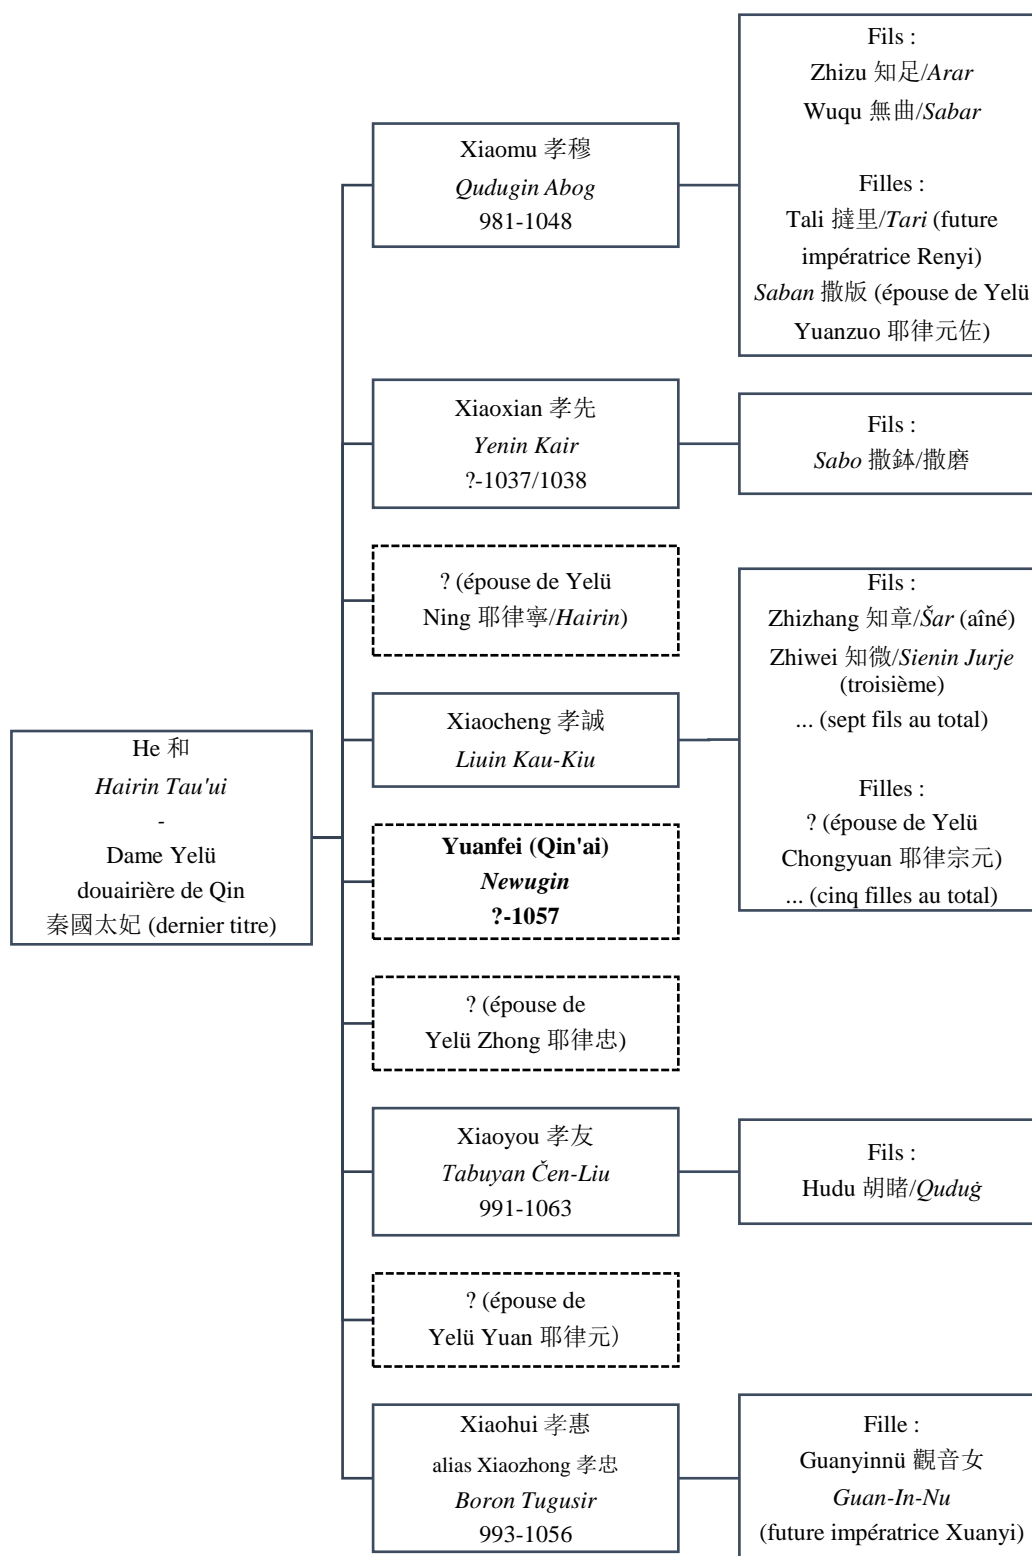 He 和
Hairin Tau'ui
-
Dame Yelü
douairière de Qin
秦國太妃 (dernier titre)
Xiaomu 孝穆
Qudugin Abog
981-1048
Fils :
Zhizu 知足/Arar
Wuqu 無曲/Sabar
Filles :
Tali 撻里/Tari (future
impératrice Renyi)
Saban 撒版 (épouse de Yelü
Yuanzuo 耶律元佐)
Xiaoxian 孝先
Yenin Kair
?-1037/1038
Fils :
Sabo 撒鉢/撒磨
? (épouse de Yelü
Ning 耶律寧/Hairin)
Xiaocheng 孝誠
Liuin Kau-Kiu
Fils :
Zhizhang 知章/Šar (aîné)
Zhiwei 知微/Sienin Jurje
(troisième)
... (sept fils au total)
Filles :
? (épouse de Yelü
Chongyuan 耶律宗元)
... (cinq filles au total)
Yuanfei (Qin'ai)
Newugin
?-1057
? (épouse de
Yelü Zhong 耶律忠)
Xiaoyou 孝友
Tabuyan Čen-Liu
991-1063
Fils :
Hudu 胡睹/Quduġ
? (épouse de
Yelü Yuan 耶律元）
Xiaohui 孝惠
alias Xiaozhong 孝忠
Boron Tugusir
993-1056
Fille :
Guanyinnü 觀音女
Guan-In-Nu
(future impératrice Xuanyi)